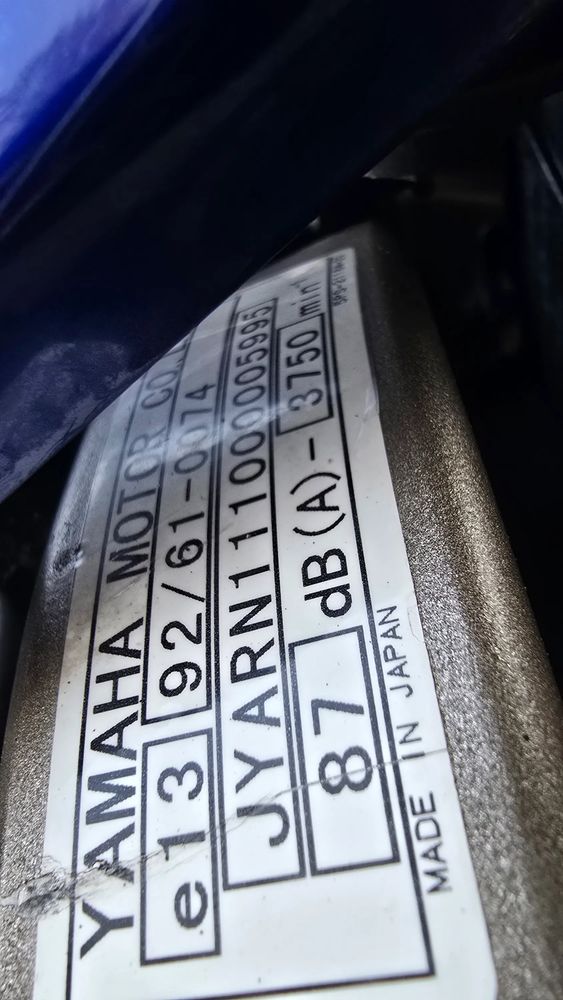 YAMAHA MOTOR CO.,L
e13 92/61-0074
JYARN111000005995
87 dB(A)- 3750 min⁻¹
MADE IN JAPAN